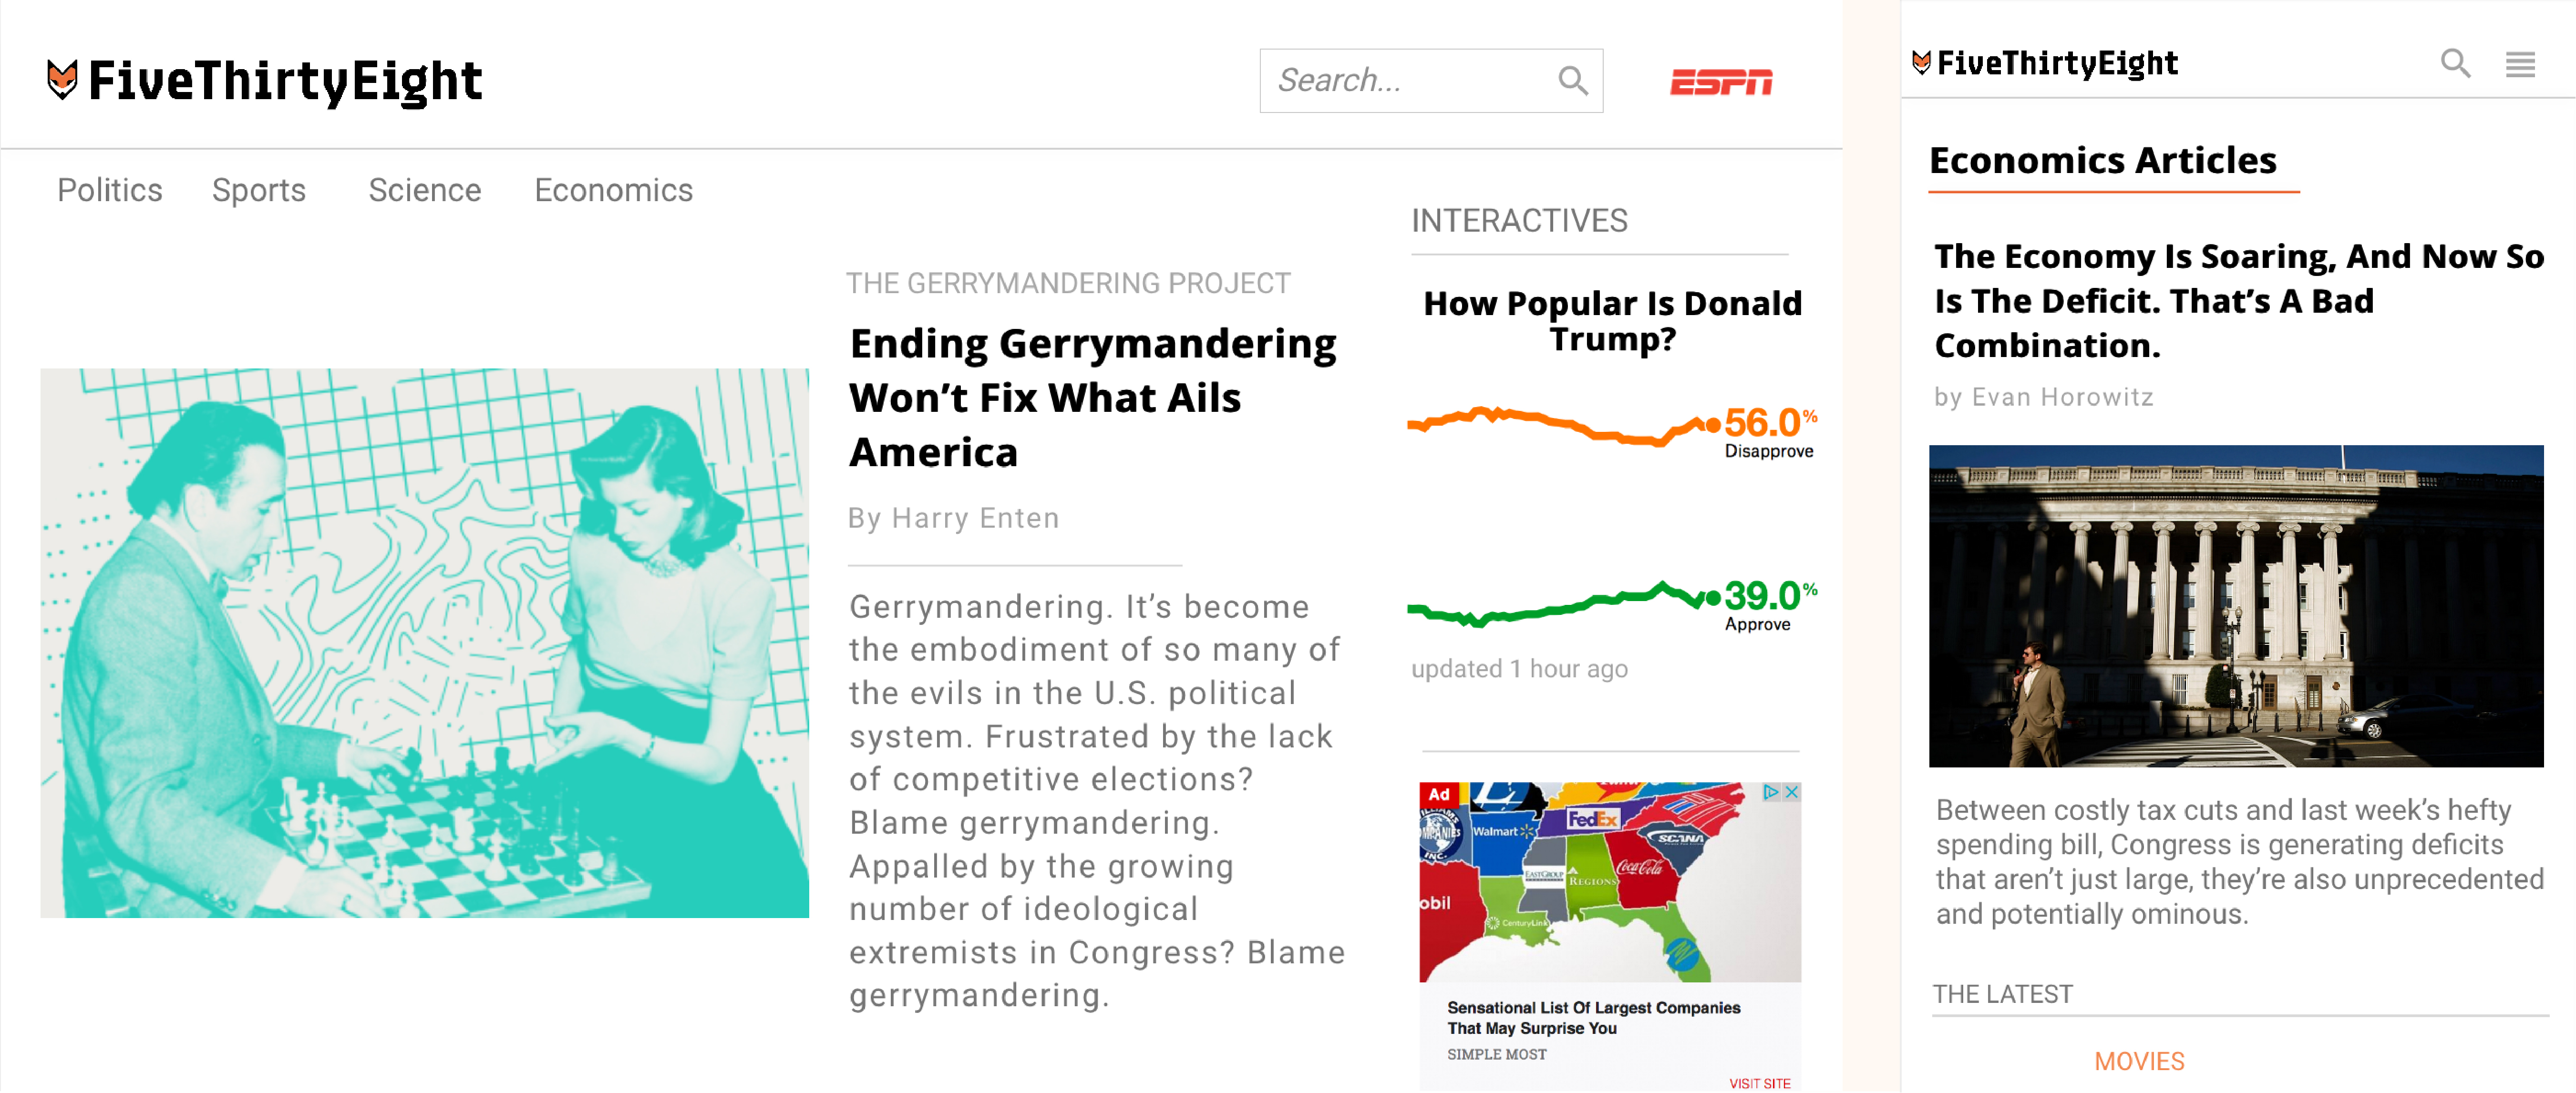 FiveThirtyEight
Search...
ESPN
Politics
Sports
Science
Economics
THE GERRYMANDERING PROJECT
Ending Gerrymandering
Won’t Fix What Ails
America
By Harry Enten
Gerrymandering. It’s become
the embodiment of so many of
the evils in the U.S. political
system. Frustrated by the lack
of competitive elections?
Blame gerrymandering.
Appalled by the growing
number of ideological
extremists in Congress? Blame
gerrymandering.
INTERACTIVES
How Popular Is Donald
Trump?
56.0%
Disapprove
39.0%
Approve
updated 1 hour ago
Ad
Walmart
FedEx
SCANA
EASTGROUP
REGIONS
Coca-Cola
obil
CenturyLink
INC.
Sensational List Of Largest Companies
That May Surprise You
SIMPLE MOST
VISIT SITE
FiveThirtyEight
Economics Articles
The Economy Is Soaring, And Now So
Is The Deficit. That’s A Bad
Combination.
by Evan Horowitz
Between costly tax cuts and last week’s hefty
spending bill, Congress is generating deficits
that aren’t just large, they’re also unprecedented
and potentially ominous.
THE LATEST
MOVIES